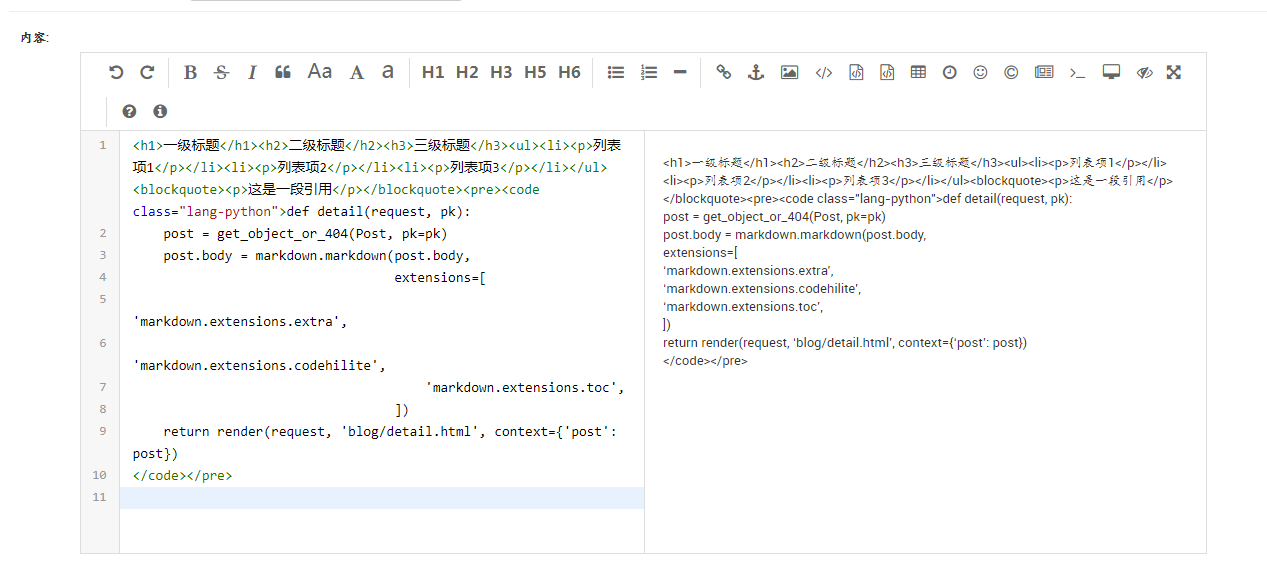 内容:
B S I Aa A a H1 H2 H3 H5 H6
1 <h1>一级标题</h1><h2>二级标题</h2><h3>三级标题</h3><ul><li><p>列表
项1</p></li><li><p>列表项2</p></li><li><p>列表项3</p></li></ul>
<blockquote><p>这是一段引用</p></blockquote><pre><code
class="lang-python">def detail(request, pk):
2     post = get_object_or_404(Post, pk=pk)
3     post.body = markdown.markdown(post.body,
4                                   extensions=[
5
'markdown.extensions.extra',
6
'markdown.extensions.codehilite',
7                                       'markdown.extensions.toc',
8                                   ])
9     return render(request, 'blog/detail.html', context={'post':
post})
10 </code></pre>
11
<h1>一级标题</h1><h2>二级标题</h2><h3>三级标题</h3><ul><li><p>列表项1</p></li>
<li><p>列表项2</p></li><li><p>列表项3</p></li></ul><blockquote><p>这是一段引用</p>
</blockquote><pre><code class="lang-python">def detail(request, pk):
post = get_object_or_404(Post, pk=pk)
post.body = markdown.markdown(post.body,
extensions=[
‘markdown.extensions.extra’,
‘markdown.extensions.codehilite’,
‘markdown.extensions.toc’,
])
return render(request, ‘blog/detail.html’, context={‘post’: post})
</code></pre>